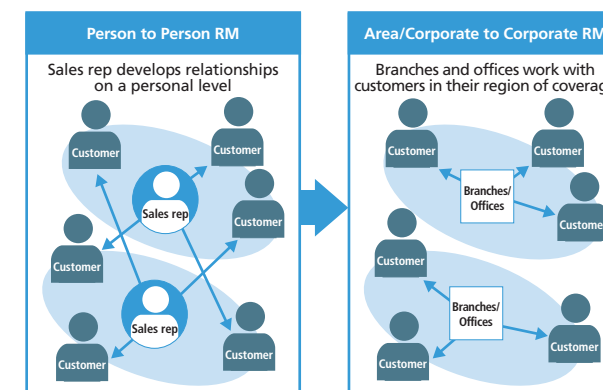 Person to Person RM
Sales rep develops relationships
on a personal level
Customer
Customer
Sales rep
Customer
Customer
Sales rep
Customer
Customer
Area/Corporate to Corporate RM
Branches and offices work with
customers in their region of coverag
Customer
Customer
Branches/
Offices
Custome
Customer
Branches/
Offices
Customer
Customer